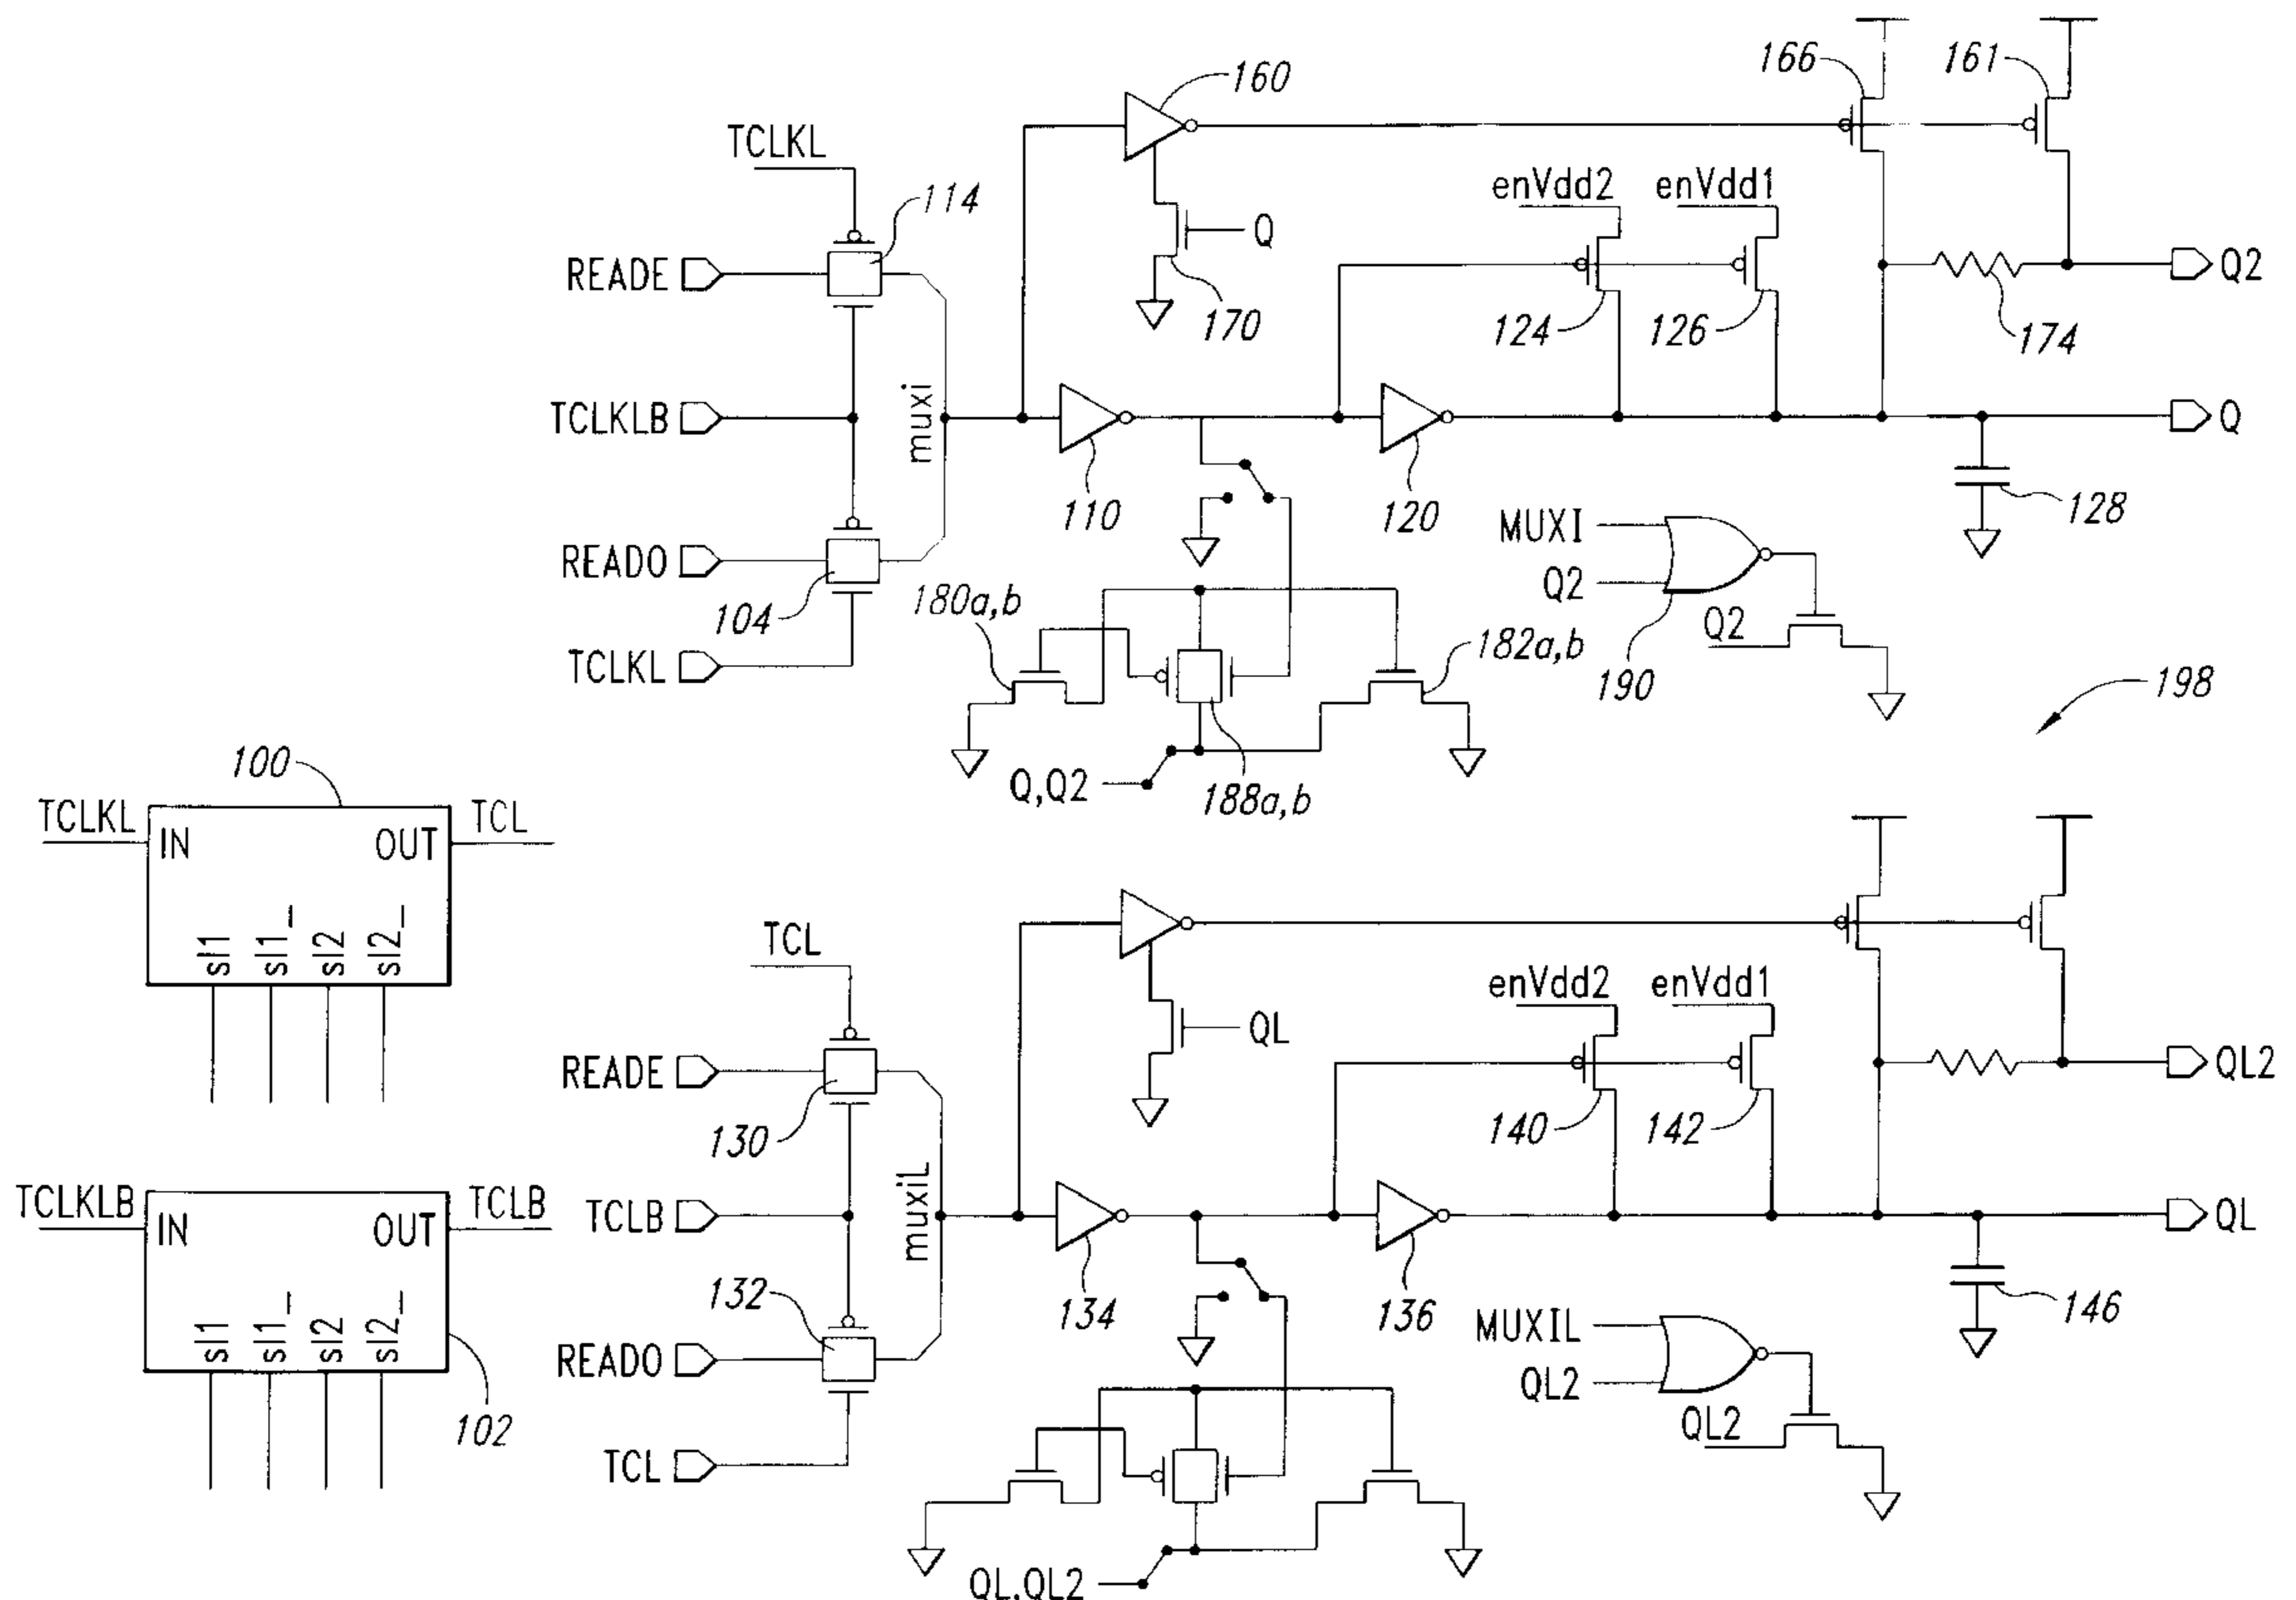 166
161
160
TCLKL
114
enVdd2
enVdd1
Q
READE
Q2
170
124
126
174
TCLKLB
muxi
Q
110
120
128
MUXI
READO
Q2
104
180a,b
182a,b
Q2
TCLKL
190
198
100
Q,Q2
188a,b
TCLKL
TCL
IN
OUT
sl1
sl1_
sl2
sl2_
TCL
enVdd2
enVdd1
QL
READE
QL2
130
140
142
TCLKLB
TCLB
TCLB
muxiL
QL
IN
OUT
132
134
136
146
MUXIL
sl1
sl1_
sl2
sl2_
READO
QL2
102
QL2
TCL
QL,QL2